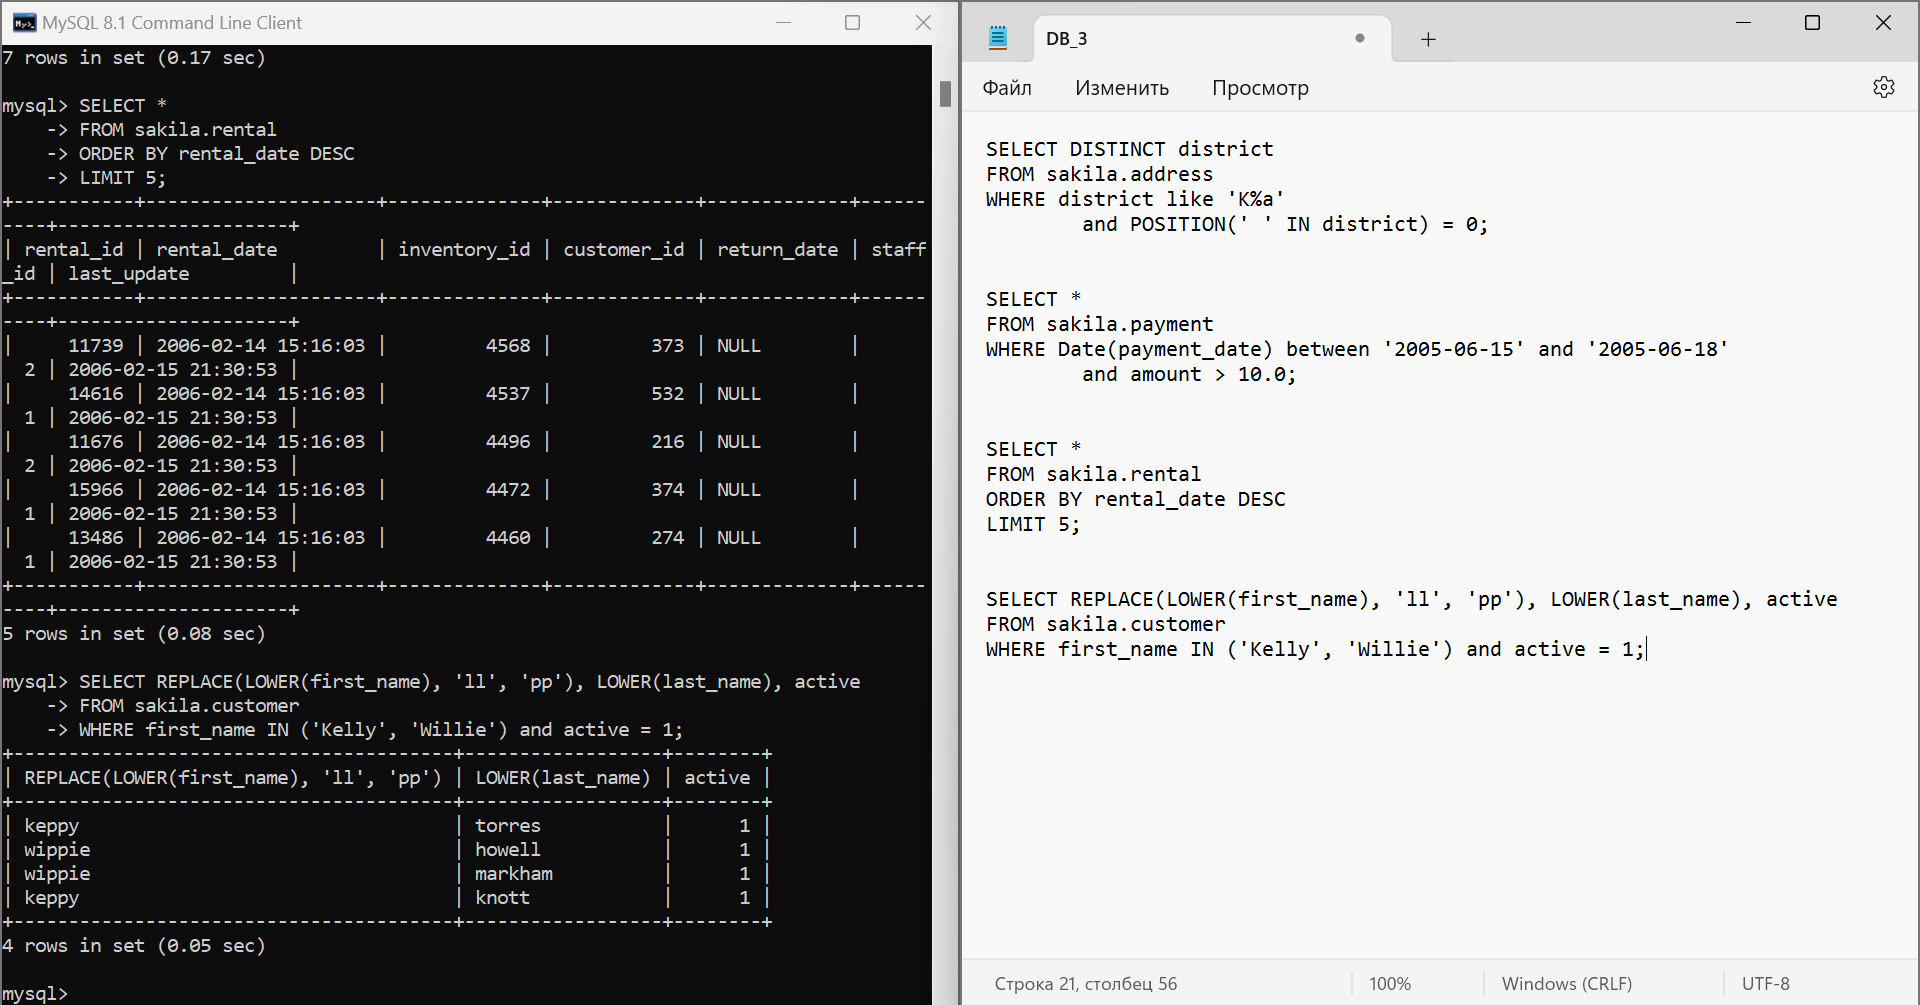 MySQL 8.1 Command Line Client
7 rows in set (0.17 sec)
mysql> SELECT *
    -> FROM sakila.rental
    -> ORDER BY rental_date DESC
    -> LIMIT 5;
+-----------+---------------------+--------------+-------------+-------------+------
----+---------------------+
| rental_id | rental_date         | inventory_id | customer_id | return_date | staff
_id | last_update         |
+-----------+---------------------+--------------+-------------+-------------+------
----+---------------------+
|     11739 | 2006-02-14 15:16:03 |         4568 |         373 | NULL        |
  2 | 2006-02-15 21:30:53 |
|     14616 | 2006-02-14 15:16:03 |         4537 |         532 | NULL        |
  1 | 2006-02-15 21:30:53 |
|     11676 | 2006-02-14 15:16:03 |         4496 |         216 | NULL        |
  2 | 2006-02-15 21:30:53 |
|     15966 | 2006-02-14 15:16:03 |         4472 |         374 | NULL        |
  1 | 2006-02-15 21:30:53 |
|     13486 | 2006-02-14 15:16:03 |         4460 |         274 | NULL        |
  1 | 2006-02-15 21:30:53 |
+-----------+---------------------+--------------+-------------+-------------+------
----+---------------------+
5 rows in set (0.08 sec)
mysql> SELECT REPLACE(LOWER(first_name), 'll', 'pp'), LOWER(last_name), active
    -> FROM sakila.customer
    -> WHERE first_name IN ('Kelly', 'Willie') and active = 1;
+----------------------------------------+------------------+--------+
| REPLACE(LOWER(first_name), 'll', 'pp') | LOWER(last_name) | active |
+----------------------------------------+------------------+--------+
| keppy                                  | torres           |      1 |
| wippie                                 | howell           |      1 |
| wippie                                 | markham          |      1 |
| keppy                                  | knott            |      1 |
+----------------------------------------+------------------+--------+
4 rows in set (0.05 sec)
mysql>
DB_3
Файл Изменить Просмотр
SELECT DISTINCT district
FROM sakila.address
WHERE district like 'K%a'
        and POSITION(' ' IN district) = 0;
SELECT *
FROM sakila.payment
WHERE Date(payment_date) between '2005-06-15' and '2005-06-18'
        and amount > 10.0;
SELECT *
FROM sakila.rental
ORDER BY rental_date DESC
LIMIT 5;
SELECT REPLACE(LOWER(first_name), 'll', 'pp'), LOWER(last_name), active
FROM sakila.customer
WHERE first_name IN ('Kelly', 'Willie') and active = 1;
Строка 21, столбец 56 100% Windows (CRLF) UTF-8